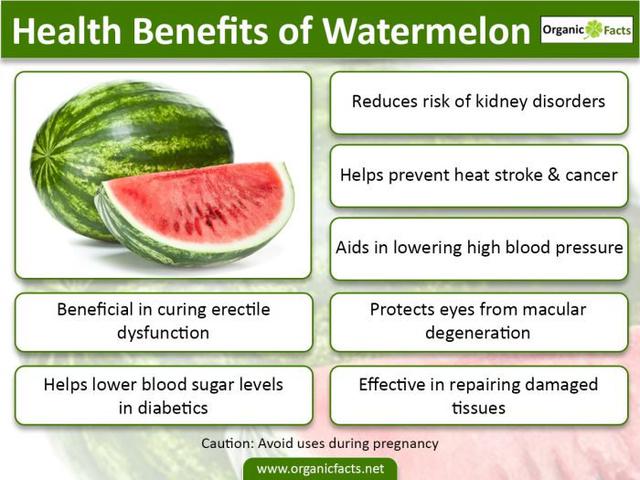 Health Benefits of Watermelon
Organic Facts
Reduces risk of kidney disorders
Helps prevent heat stroke & cancer
Aids in lowering high blood pressure
Beneficial in curing erectile
dysfunction
Protects eyes from macular
degeneration
Helps lower blood sugar levels
in diabetics
Effective in repairing damaged
tissues
Caution: Avoid uses during pregnancy
www.organicfacts.net